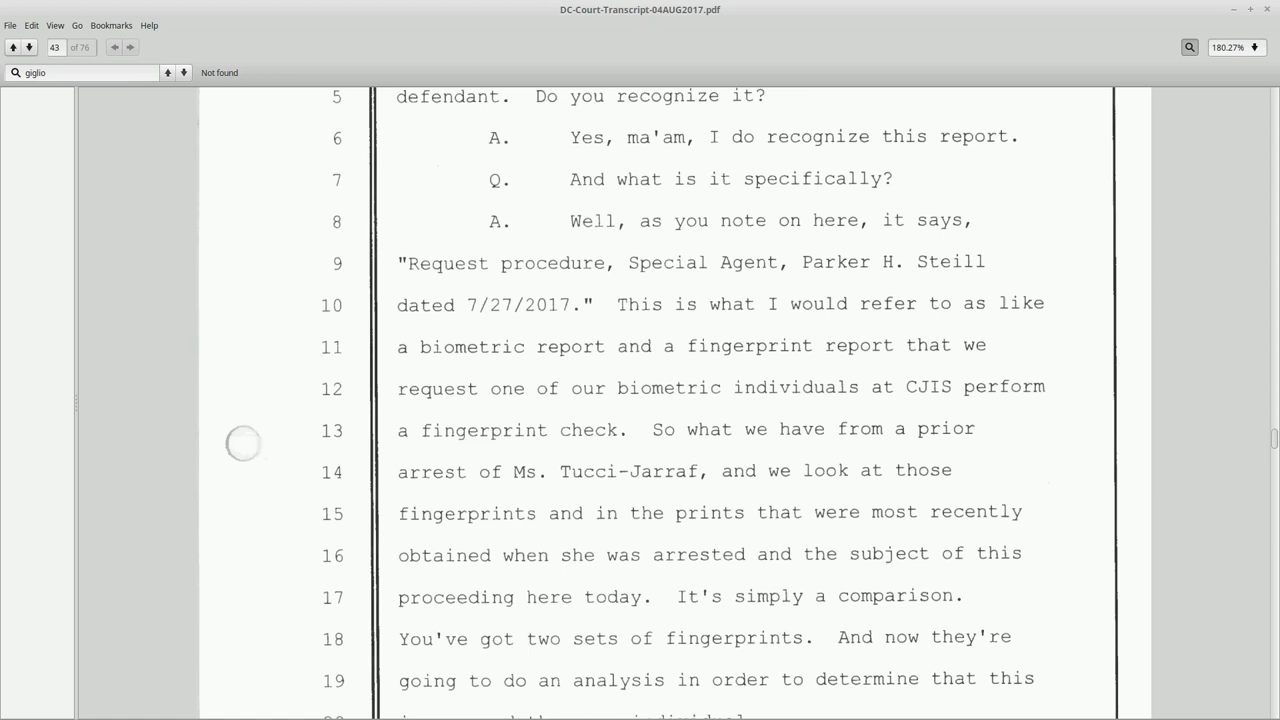 DC-Court-Transcript-04AUG2017.pdf
File Edit View Go Bookmarks Help
43 of 76 180.27%
giglio Not found
5 defendant. Do you recognize it?
6 A. Yes, ma'am, I do recognize this report.
7 Q. And what is it specifically?
8 A. Well, as you note on here, it says,
9 "Request procedure, Special Agent, Parker H. Steill
10 dated 7/27/2017." This is what I would refer to as like
11 a biometric report and a fingerprint report that we
12 request one of our biometric individuals at CJIS perform
13 a fingerprint check. So what we have from a prior
14 arrest of Ms. Tucci-Jarraf, and we look at those
15 fingerprints and in the prints that were most recently
16 obtained when she was arrested and the subject of this
17 proceeding here today. It's simply a comparison.
18 You've got two sets of fingerprints. And now they're
19 going to do an analysis in order to determine that this